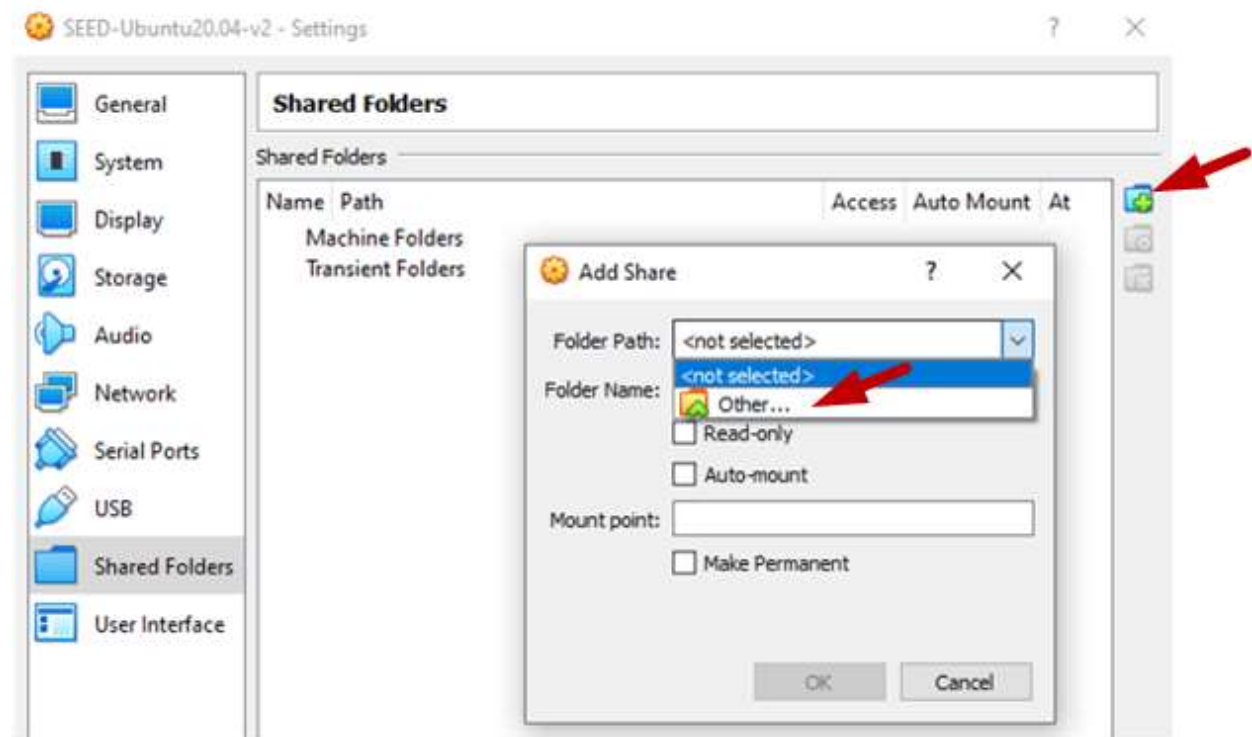 SEED-Ubuntu20.04-v2 - Settings
?
General
System
Display
Storage
Audio
Network
Serial Ports
USB
Shared Folders
User Interface
Shared Folders
Shared Folders
Name Path Access Auto Mount At
Machine Folders
Transient Folders
Add Share
?
Folder Path: <not selected>
<not selected>
Folder Name:
Other...
Read-only
Auto-mount
Mount point:
Make Permanent
OK Cancel